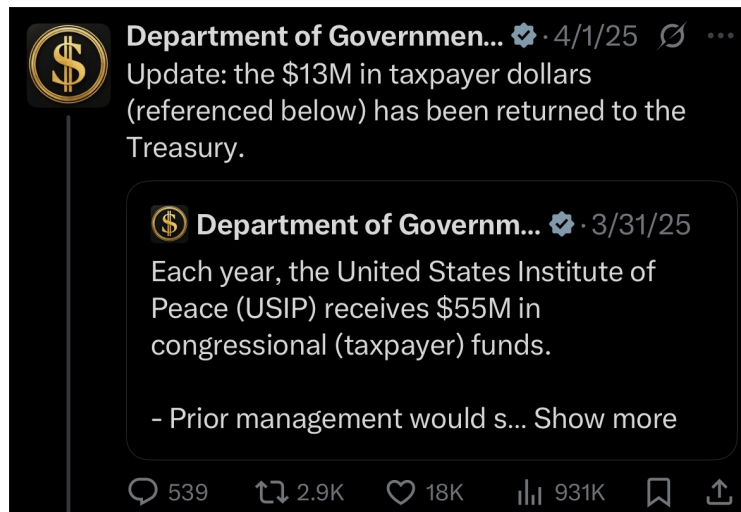 Department of Governmen... · 4/1/25
Update: the $13M in taxpayer dollars
(referenced below) has been returned to the
Treasury.
Department of Governm... · 3/31/25
Each year, the United States Institute of
Peace (USIP) receives $55M in
congressional (taxpayer) funds.
- Prior management would s... Show more
539 2.9K 18K 931K